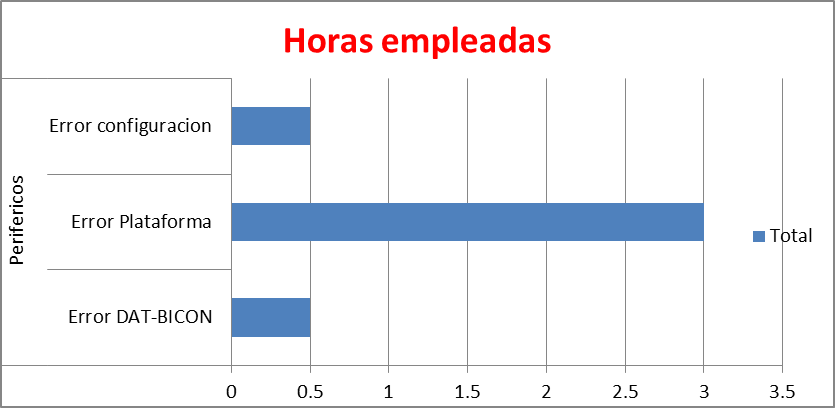 Horas empleadas
Perifericos
Error configuracion
Error Plataforma
Error DAT-BICON
Total
0 0.5 1 1.5 2 2.5 3 3.5